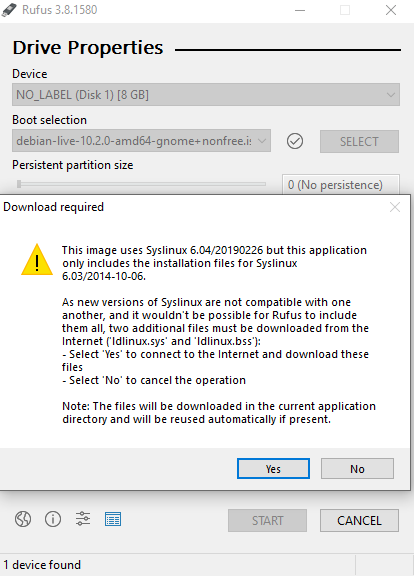 Rufus 3.8.1580
Drive Properties
Device
NO_LABEL (Disk 1) [8 GB]
Boot selection
debian-live-10.2.0-amd64-gnome+nonfree.is
SELECT
Persistent partition size
0 (No persistence)
Download required
This image uses Syslinux 6.04/20190226 but this application
only includes the installation files for Syslinux
6.03/2014-10-06.
As new versions of Syslinux are not compatible with one
another, and it wouldn't be possible for Rufus to include
them all, two additional files must be downloaded from the
Internet ('ldlinux.sys' and 'ldlinux.bss'):
- Select 'Yes' to connect to the Internet and download these
files
- Select 'No' to cancel the operation
Note: The files will be downloaded in the current application
directory and will be reused automatically if present.
Yes
No
START
CANCEL
1 device found